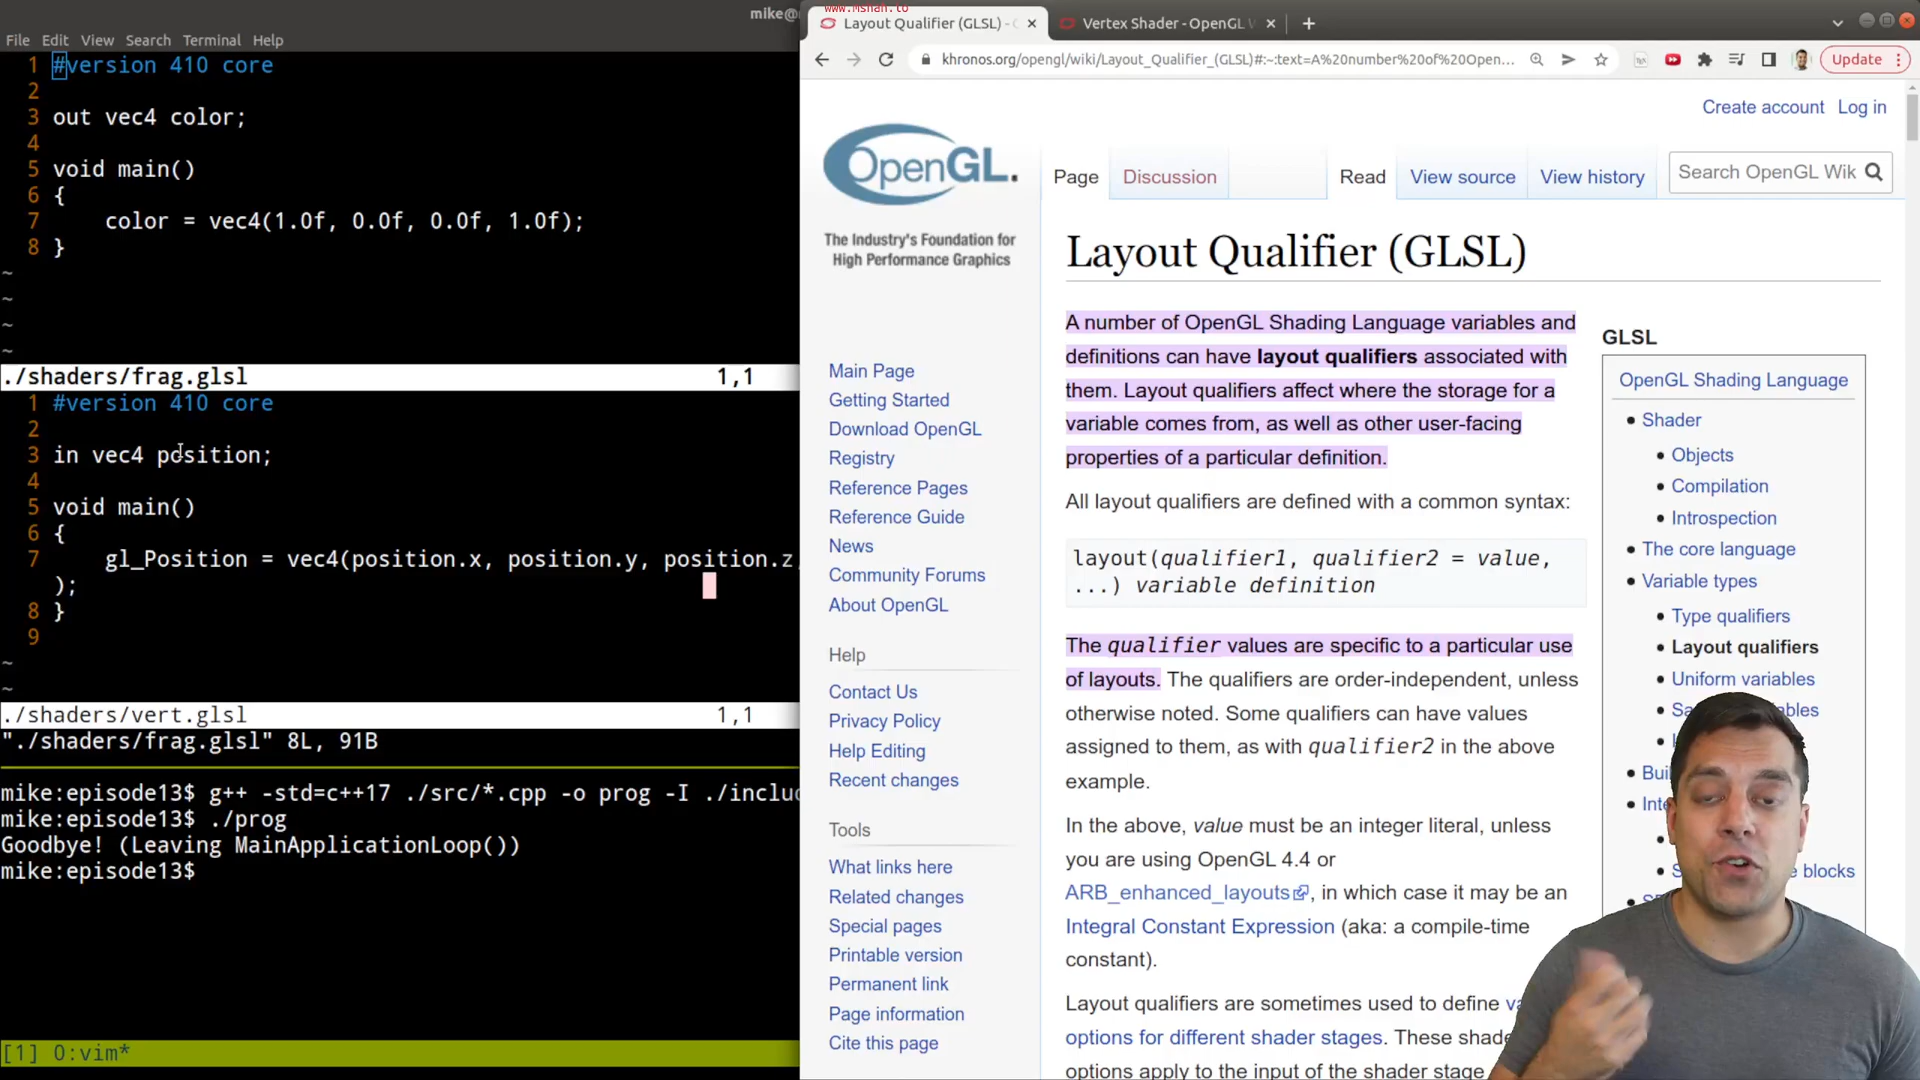 mike@
www.mshah.io
File Edit View Search Terminal Help
1 #version 410 core
2
3 out vec4 color;
4
5 void main()
6 {
7 color = vec4(1.0f, 0.0f, 0.0f, 1.0f);
8 }
~
~
~
~
./shaders/frag.glsl 1,1
1 #version 410 core
2
3 in vec4 position;
4
5 void main()
6 {
7 gl_Position = vec4(position.x, position.y, position.z,
);
8 }
9
~
~
./shaders/vert.glsl 1,1
"./shaders/frag.glsl" 8L, 91B
mike:episode13$ g++ -std=c++17 ./src/*.cpp -o prog -I ./inclu
mike:episode13$ ./prog
Goodbye! (Leaving MainApplicationLoop())
mike:episode13$
[1] 0:vim*
Layout Qualifier (GLSL) -
Vertex Shader - OpenGL
khronos.org/opengl/wiki/Layout_Qualifier_(GLSL)#:~:text=A%20number%20of%20Open...
Update
Create account Log in
OpenGL.
The Industry's Foundation for
High Performance Graphics
Page Discussion Read View source View history
Search OpenGL Wik
Main Page
Getting Started
Download OpenGL
Registry
Reference Pages
Reference Guide
News
Community Forums
About OpenGL
Help
Contact Us
Privacy Policy
Help Editing
Recent changes
Tools
What links here
Related changes
Special pages
Printable version
Permanent link
Page information
Cite this page
Layout Qualifier (GLSL)
A number of OpenGL Shading Language variables and
definitions can have layout qualifiers associated with
them. Layout qualifiers affect where the storage for a
variable comes from, as well as other user-facing
properties of a particular definition.
All layout qualifiers are defined with a common syntax:
layout(qualifier1, qualifier2 = value,
...) variable definition
The qualifier values are specific to a particular use
of layouts. The qualifiers are order-independent, unless
otherwise noted. Some qualifiers can have values
assigned to them, as with qualifier2 in the above
example.
In the above, value must be an integer literal, unless
you are using OpenGL 4.4 or
ARB_enhanced_layouts, in which case it may be an
Integral Constant Expression (aka: a compile-time
constant).
Layout qualifiers are sometimes used to define
options for different shader stages. These
options apply to the input of the shader stage
GLSL
OpenGL Shading Language
Shader
Objects
Compilation
Introspection
The core language
Variable types
Type qualifiers
Layout qualifiers
Uniform variables
blocks